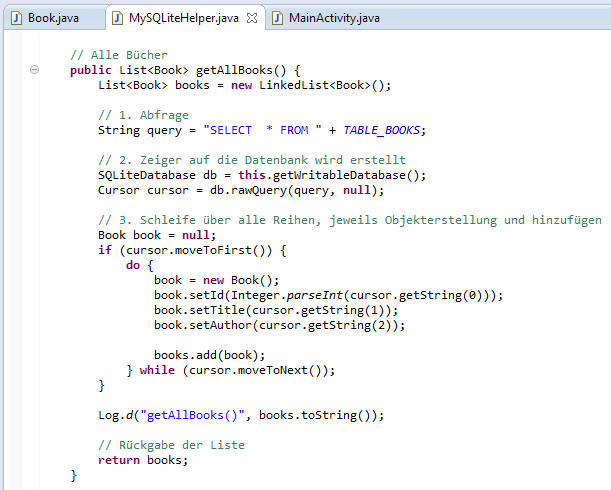 Book.java MySQLiteHelper.java MainActivity.java
// Alle Bücher
public List<Book> getAllBooks() {
List<Book> books = new LinkedList<Book>();
// 1. Abfrage
String query = "SELECT  * FROM " + TABLE_BOOKS;
// 2. Zeiger auf die Datenbank wird erstellt
SQLiteDatabase db = this.getWritableDatabase();
Cursor cursor = db.rawQuery(query, null);
// 3. Schleife über alle Reihen, jeweils Objekterstellung und hinzufügen
Book book = null;
if (cursor.moveToFirst()) {
do {
book = new Book();
book.setId(Integer.parseInt(cursor.getString(0)));
book.setTitle(cursor.getString(1));
book.setAuthor(cursor.getString(2));
books.add(book);
} while (cursor.moveToNext());
}
Log.d("getAllBooks()", books.toString());
// Rückgabe der Liste
return books;
}